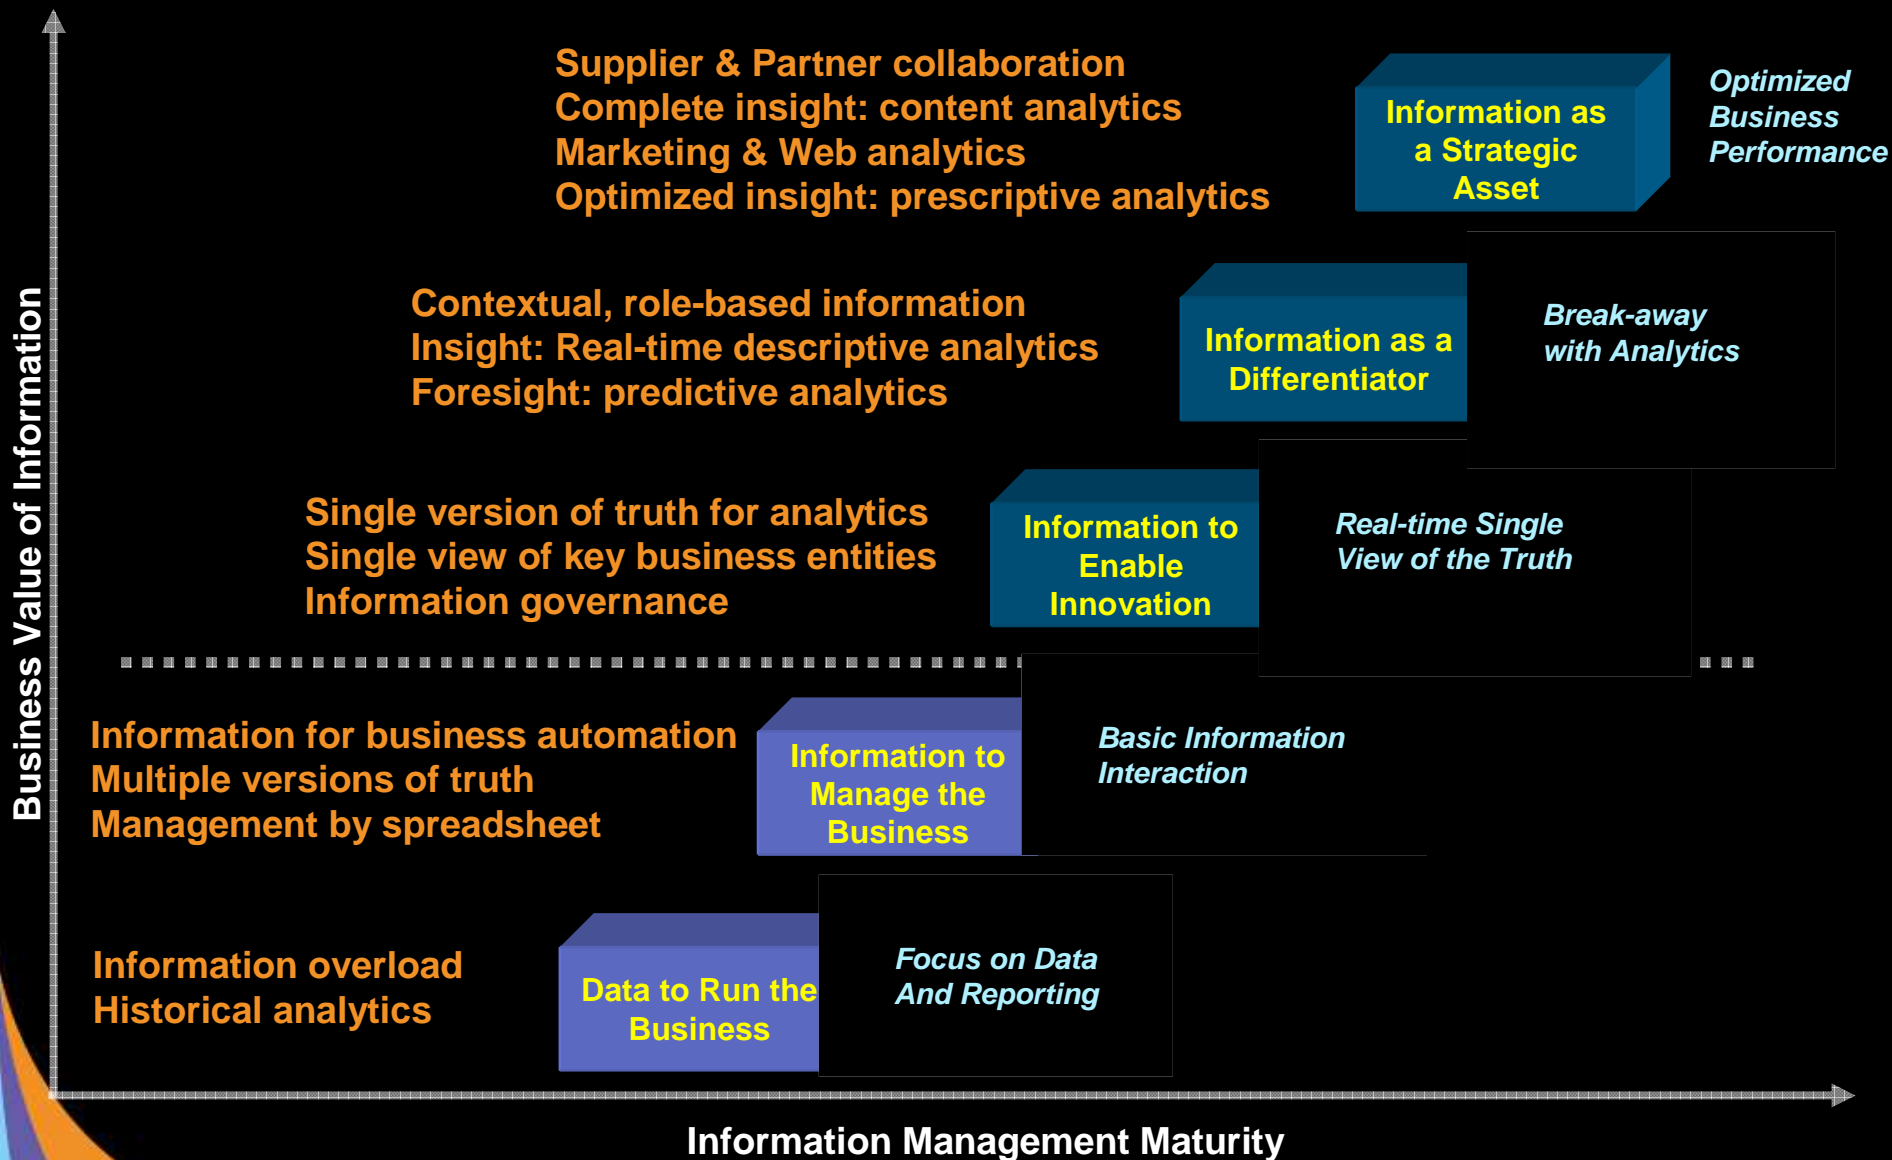 Supplier & Partner collaboration
Complete insight: content analytics
Marketing & Web analytics
Optimized insight: prescriptive analytics
Information as
a Strategic
Asset
Optimized
Business
Performance
Contextual, role-based information
Insight: Real-time descriptive analytics
Foresight: predictive analytics
Information as a
Differentiator
Break-away
with Analytics
Single version of truth for analytics
Single view of key business entities
Information governance
Information to
Enable
Innovation
Real-time Single
View of the Truth
Information for business automation
Multiple versions of truth
Management by spreadsheet
Information to
Manage the
Business
Basic Information
Interaction
Information overload
Historical analytics
Data to Run the
Business
Focus on Data
And Reporting
Business Value of Information
Information Management Maturity